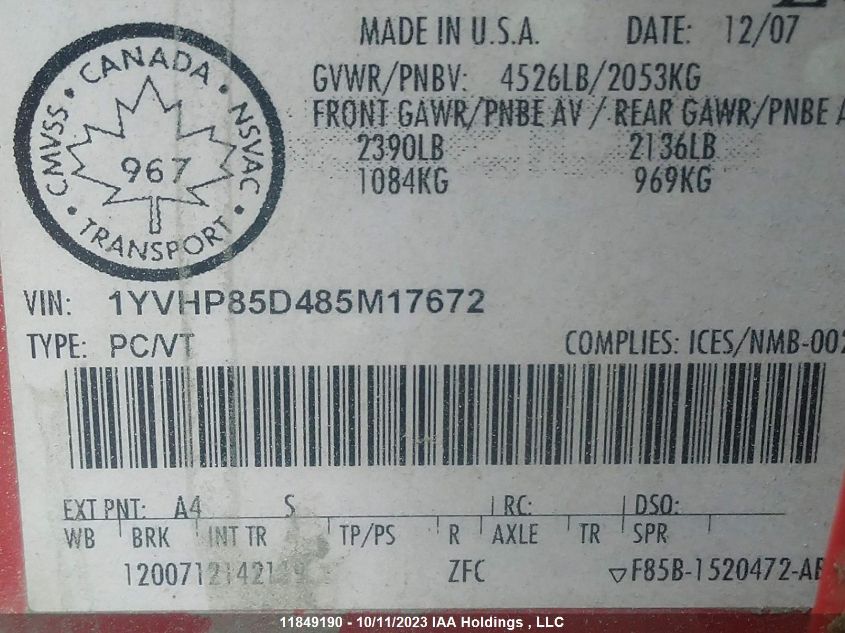 MADE IN U.S.A. DATE: 12/07
GVWR/PNBV: 4526LB/2053KG
FRONT GAWR/PNBE AV / REAR GAWR/PNBE A
2390LB 2136LB
1084KG 969KG
CMVSS CANADA NSVAC
967
TRANSPORT
VIN: 1YVHP85D485M17672
TYPE: PC/VT COMPLIES: ICES/NMB-002
EXT PNT: A4 S RC: DSO:
WB BRK INT TR TP/PS R AXLE TR SPR
ZFC F85B-1520472-AE
11849190 - 10/11/2023 IAA Holdings , LLC